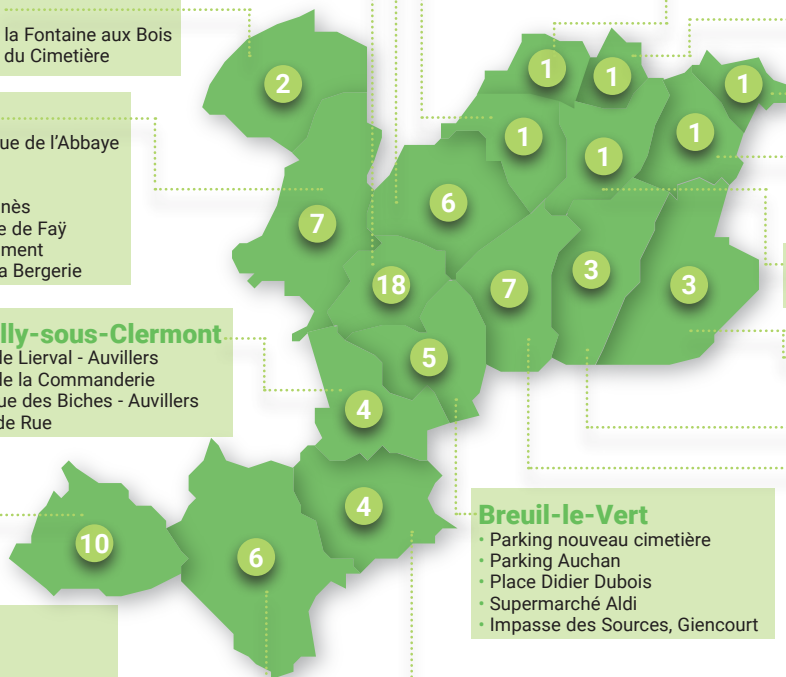 la Fontaine aux Bois
du Cimetière
ue de l'Abbaye
nès
e de Faÿ
ment
a Bergerie
lly-sous-Clermont
de Lierval - Auvillers
de la Commanderie
ue des Biches - Auvillers
de Rue
2
1
1
1
1
1
1
7
6
18
7
3
3
5
4
4
10
6
Breuil-le-Vert
• Parking nouveau cimetière
• Parking Auchan
• Place Didier Dubois
• Supermarché Aldi
• Impasse des Sources, Giencourt